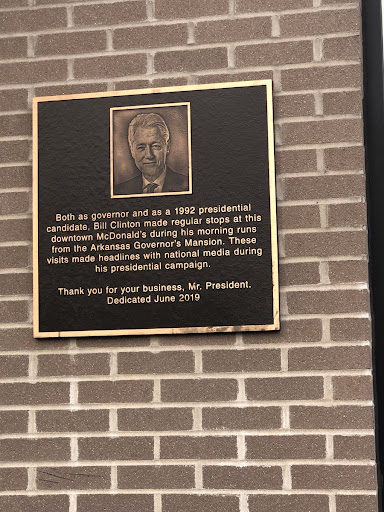 Both as governor and as a 1992 presidential
candidate, Bill Clinton made regular stops at this
downtown McDonald's during his morning runs
from the Arkansas Governor's Mansion. These
visits made headlines with national media during
his presidential campaign.
Thank you for your business, Mr. President.
Dedicated June 2019